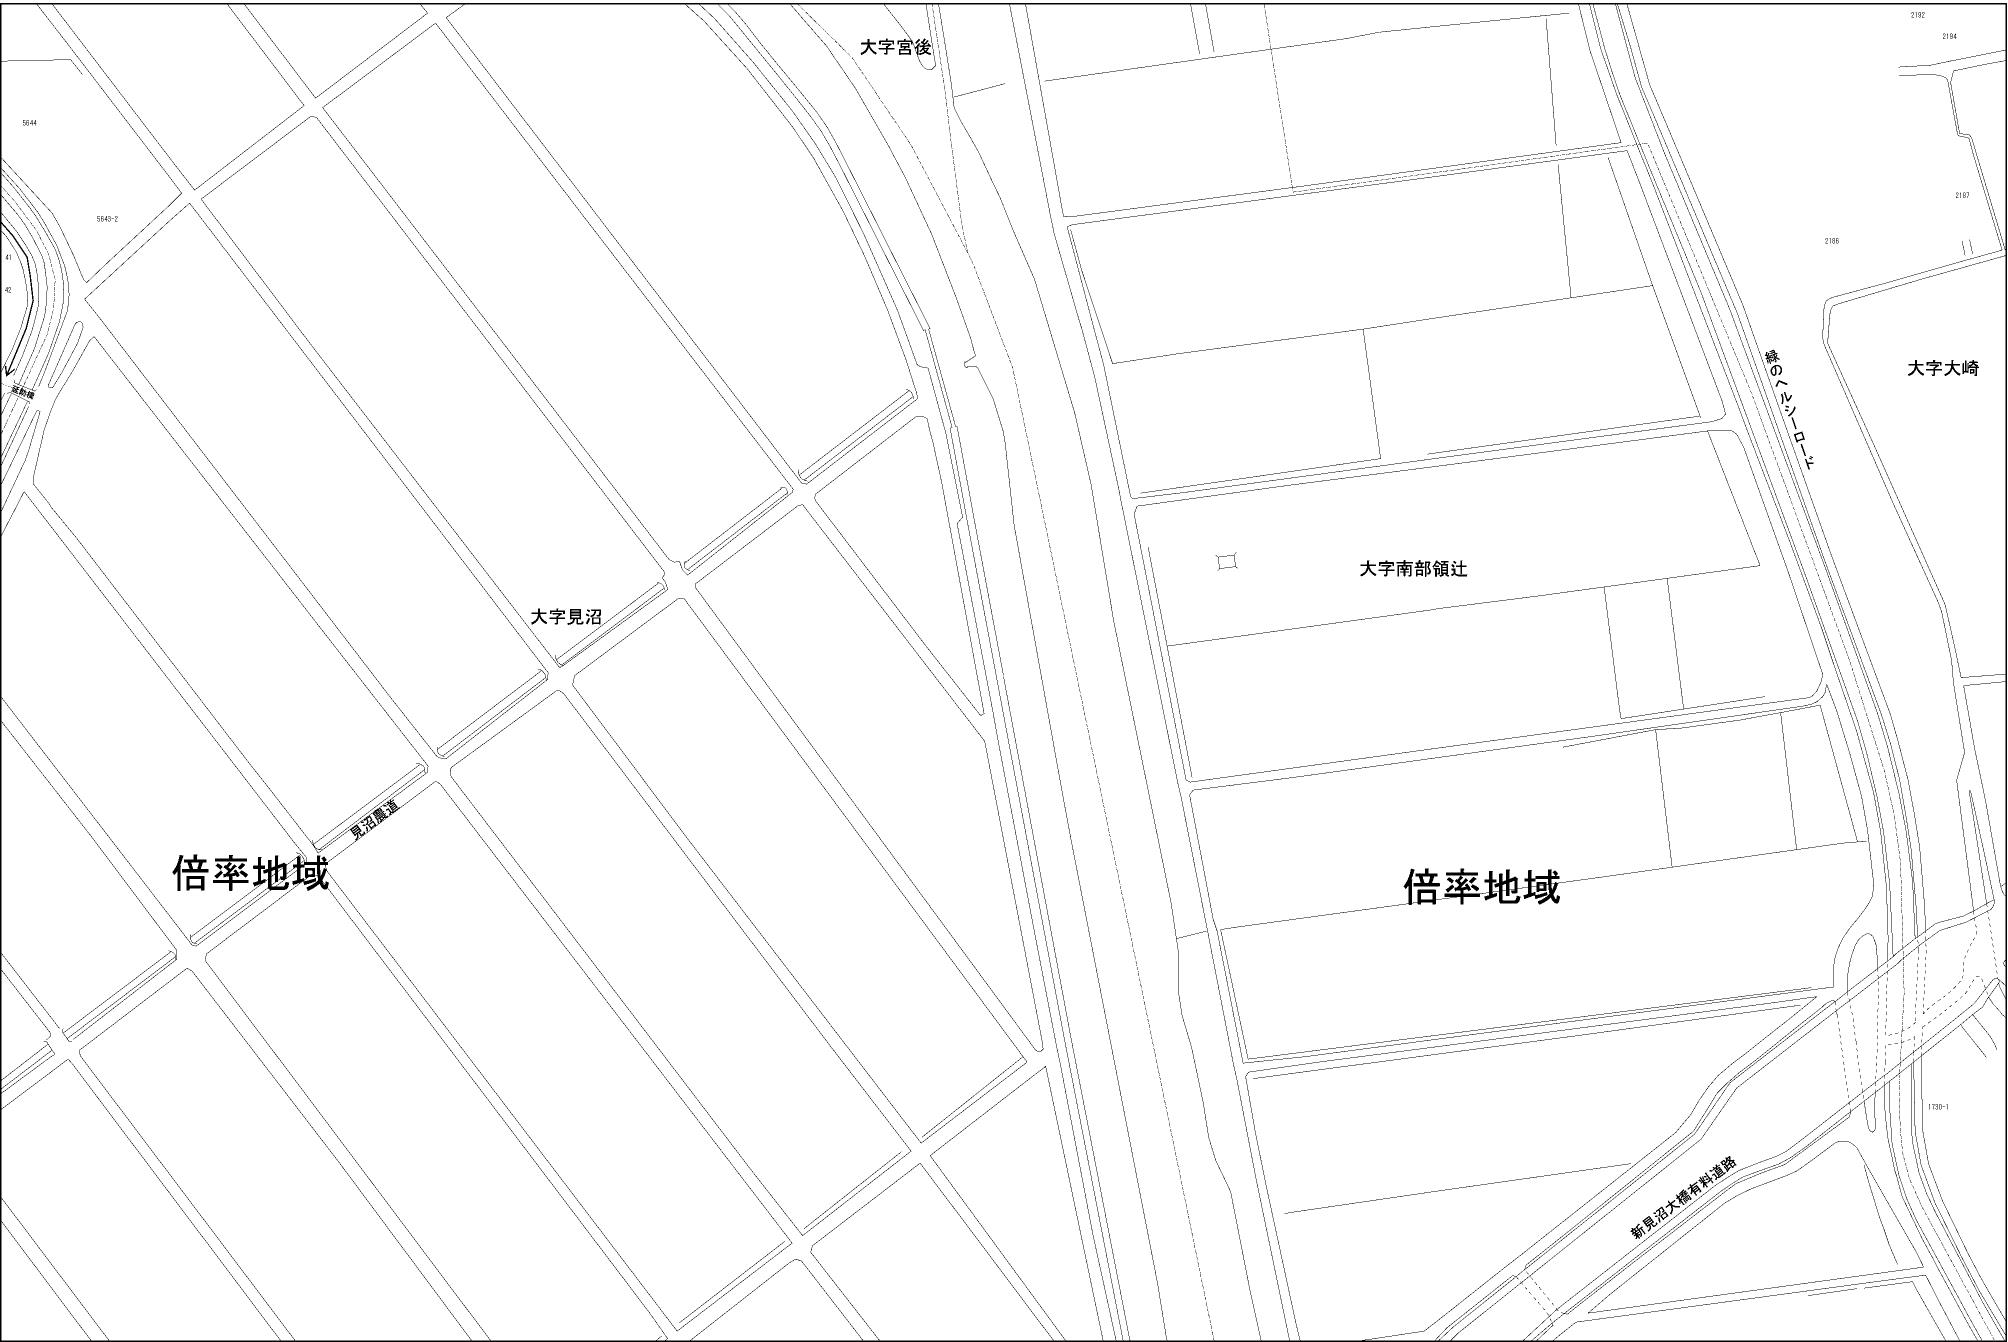 2192
2194
大字宮後
5644
2187
5643-2
2186
41
42
大字大崎
緑のヘルシーロード
延助橋
大字南部領辻
大字見沼
見沼農道
倍率地域
倍率地域
1730-1
新見沼大橋有料道路